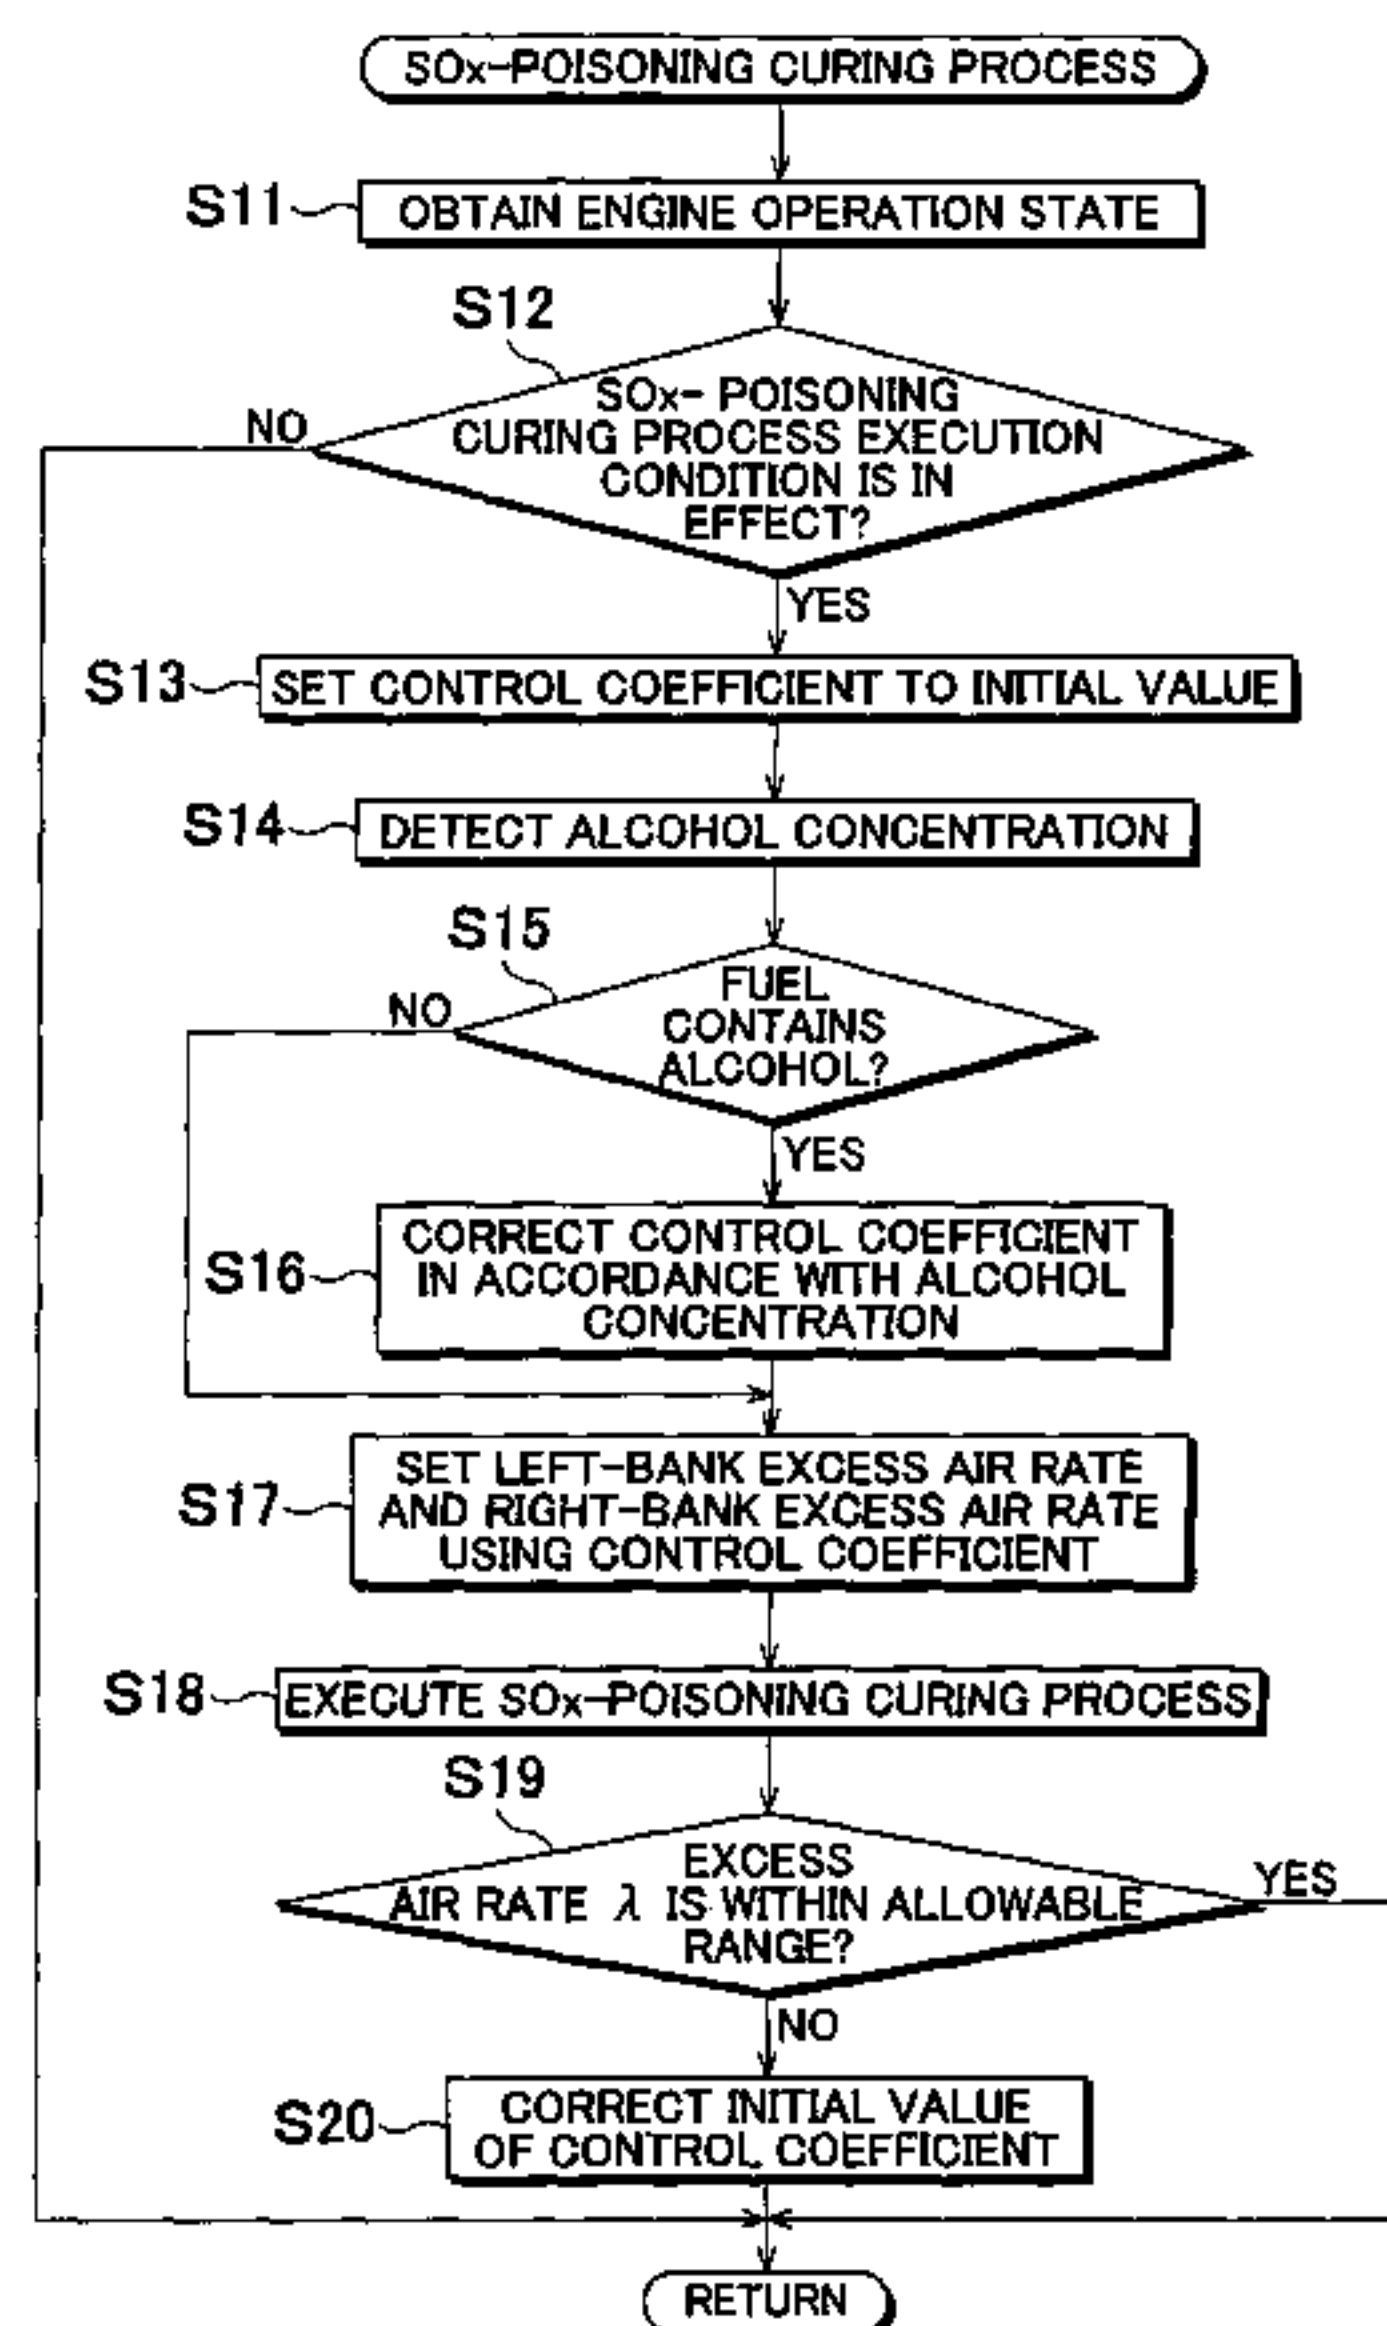 SOx-POISONING CURING PROCESS
S11
OBTAIN ENGINE OPERATION STATE
S12
SOx- POISONING
CURING PROCESS EXECUTION
CONDITION IS IN
EFFECT?
NO
YES
S13
SET CONTROL COEFFICIENT TO INITIAL VALUE
S14
DETECT ALCOHOL CONCENTRATION
S15
FUEL
CONTAINS
ALCOHOL?
NO
YES
S16
CORRECT CONTROL COEFFICIENT
IN ACCORDANCE WITH ALCOHOL
CONCENTRATION
S17
SET LEFT-BANK EXCESS AIR RATE
AND RIGHT-BANK EXCESS AIR RATE
USING CONTROL COEFFICIENT
S18
EXECUTE SOx-POISONING CURING PROCESS
S19
EXCESS
AIR RATE λ IS WITHIN ALLOWABLE
RANGE?
YES
NO
S20
CORRECT INITIAL VALUE
OF CONTROL COEFFICIENT
RETURN